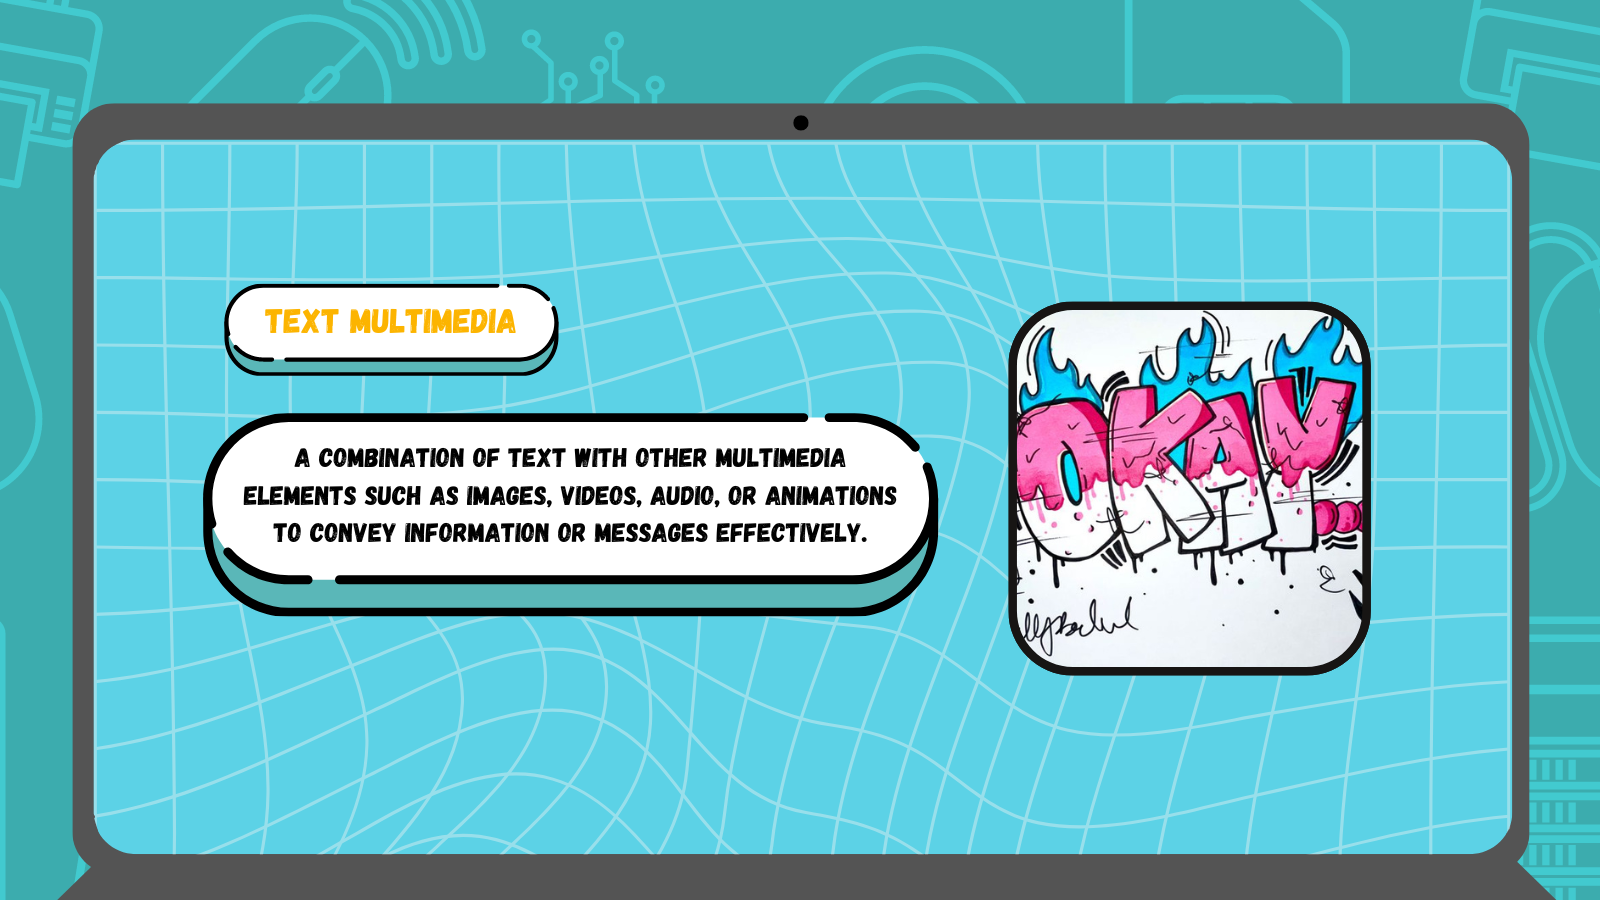 TEXT MULTIMEDIA
A COMBINATION OF TEXT WITH OTHER MULTIMEDIA
ELEMENTS SUCH AS IMAGES, VIDEOS, AUDIO, OR ANIMATIONS
TO CONVEY INFORMATION OR MESSAGES EFFECTIVELY.
OKAY